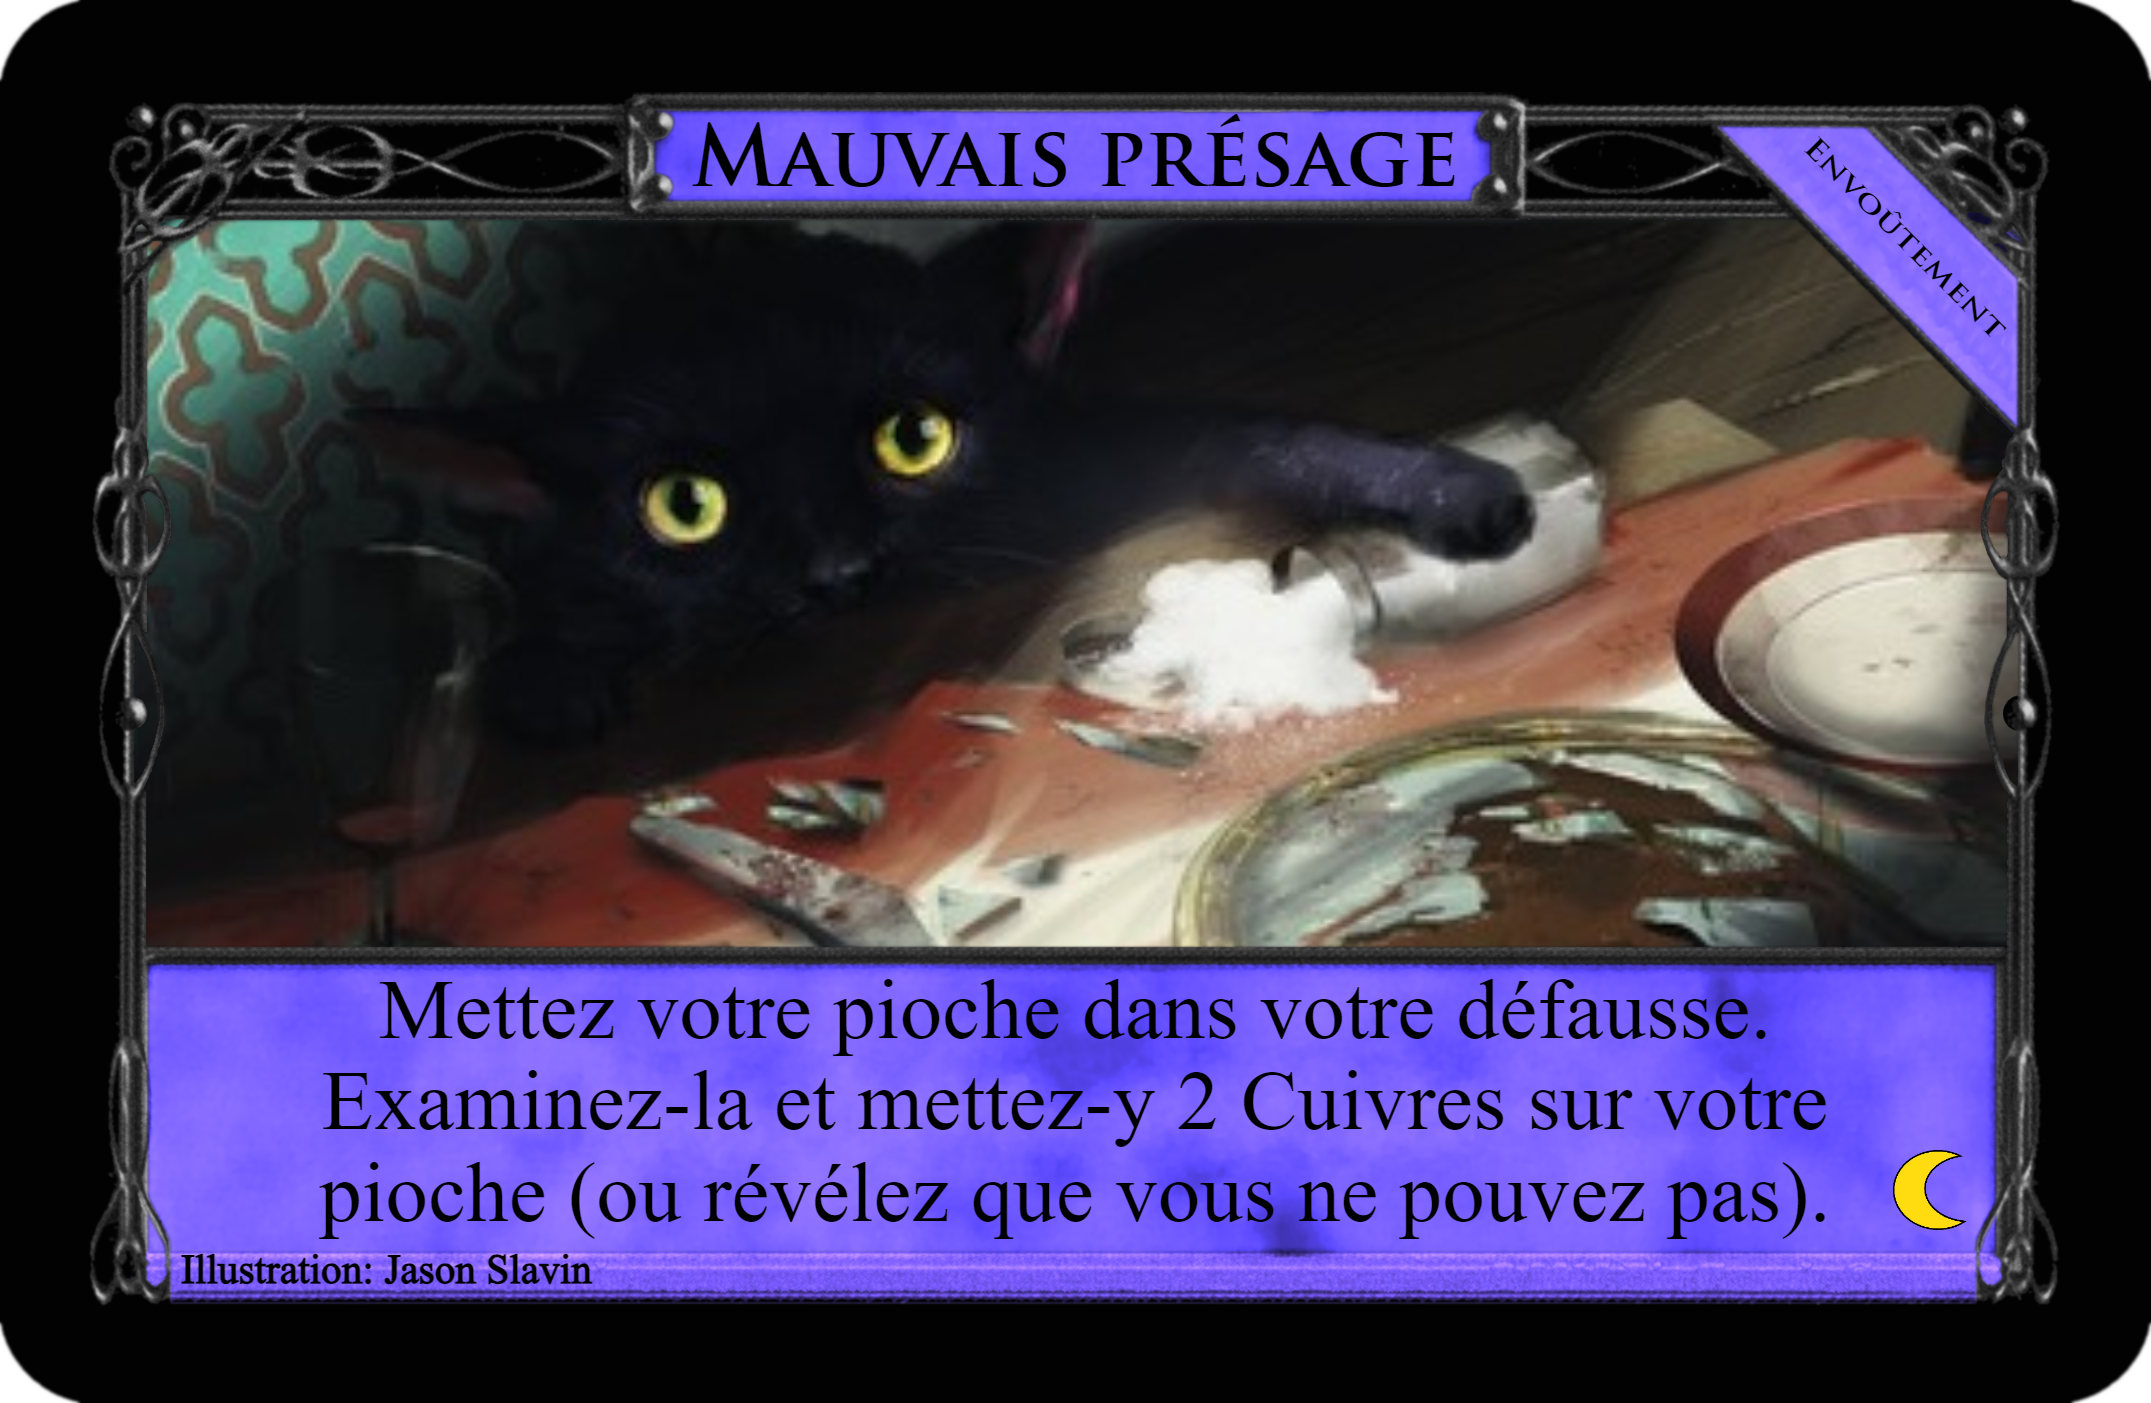 Mauvais présage
Envoûtement
Mettez votre pioche dans votre défausse.
Examinez-la et mettez-y 2 Cuivres sur votre
pioche (ou révélez que vous ne pouvez pas).
Illustration: Jason Slavin